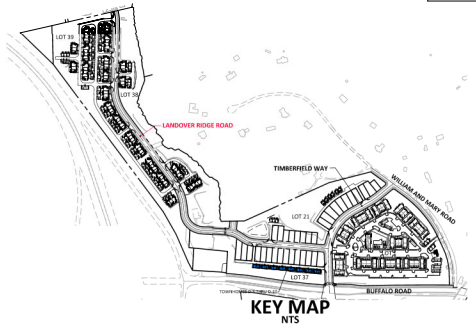 LOT 39
LOT 38
LANDOVER RIDGE ROAD
TIMBERFIELD WAY
WILLIAM AND MARY ROAD
LOT 21
LOT 37
BUFFALO ROAD
KEY MAP
NTS